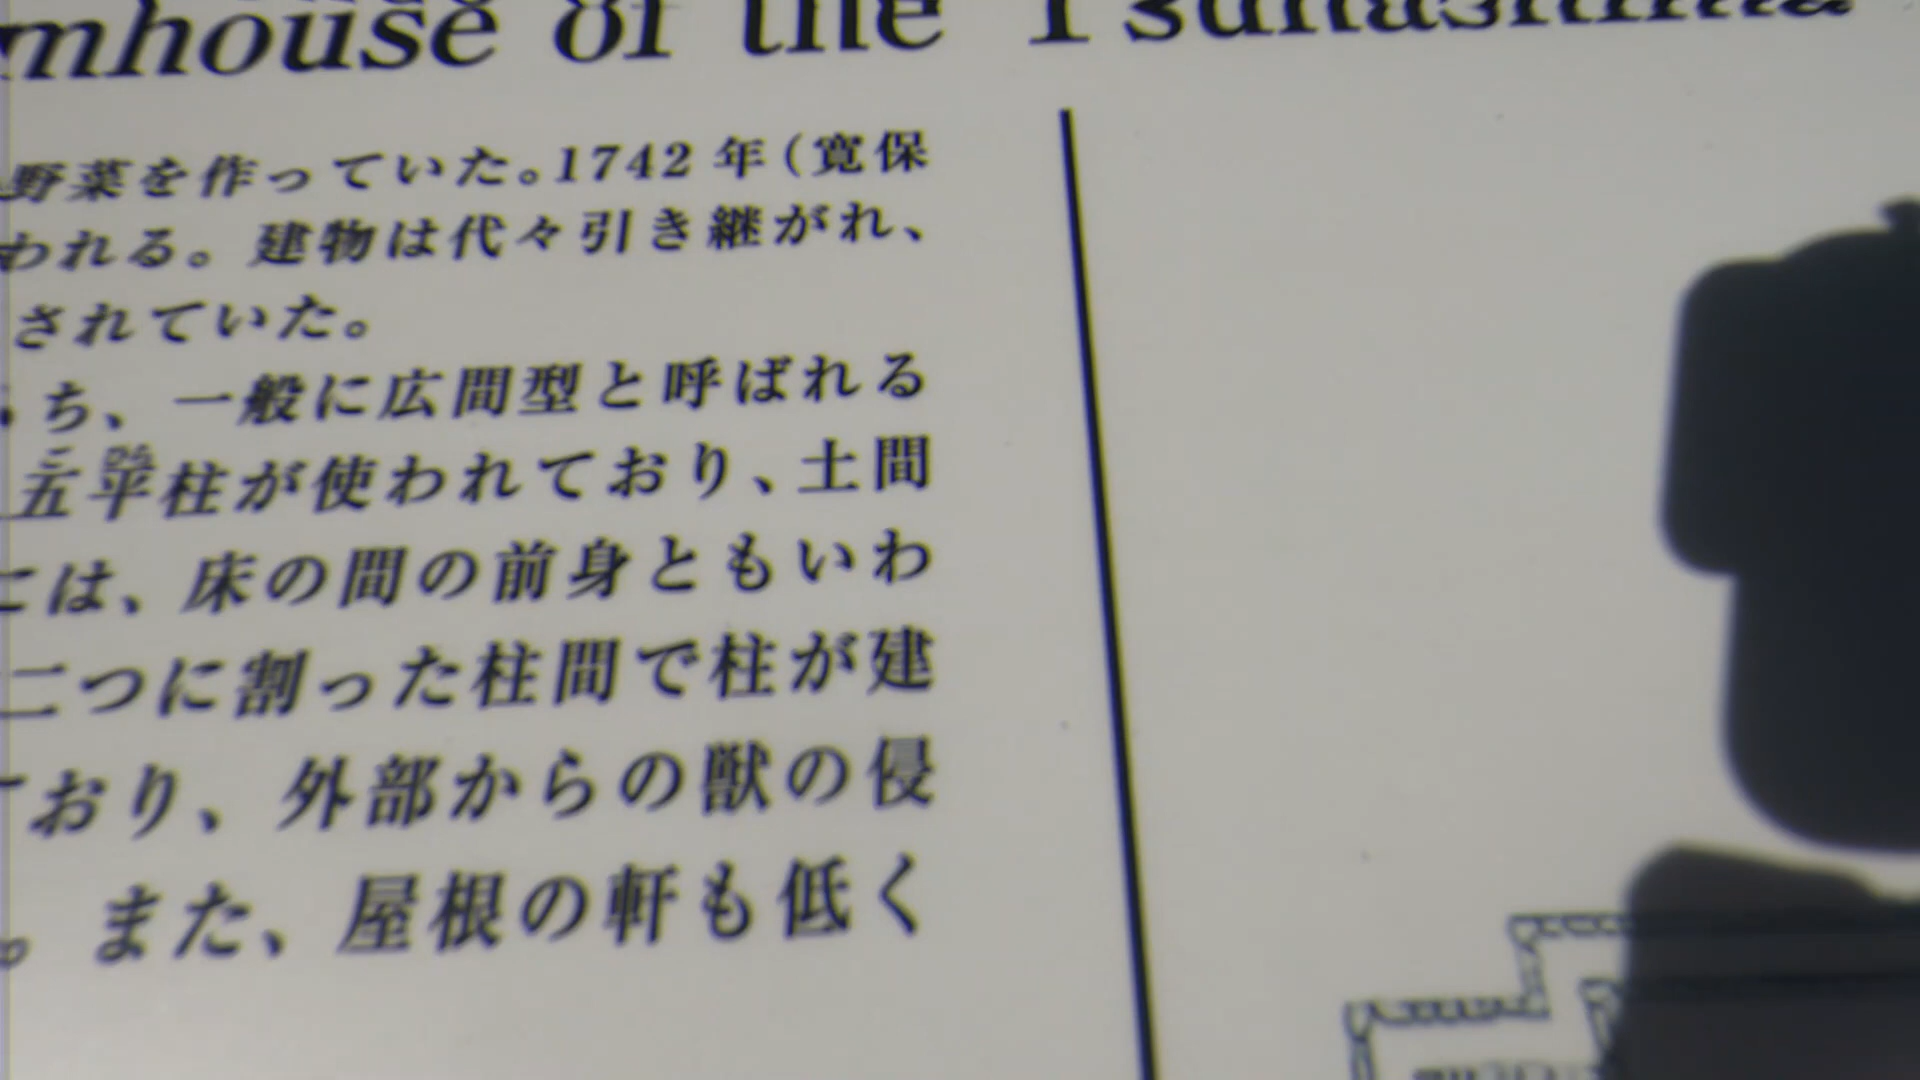 mhouse of the Tsunashima
野菜を作っていた。1742 年(寛保
われる。建物は代々引き継がれ、
されていた。
ち、一般に広間型と呼ばれる
五平柱が使われており、土間
には、床の間の前身ともいわ
二つに割った柱間で柱が建
ており、外部からの獣の侵
。また、屋根の軒も低く